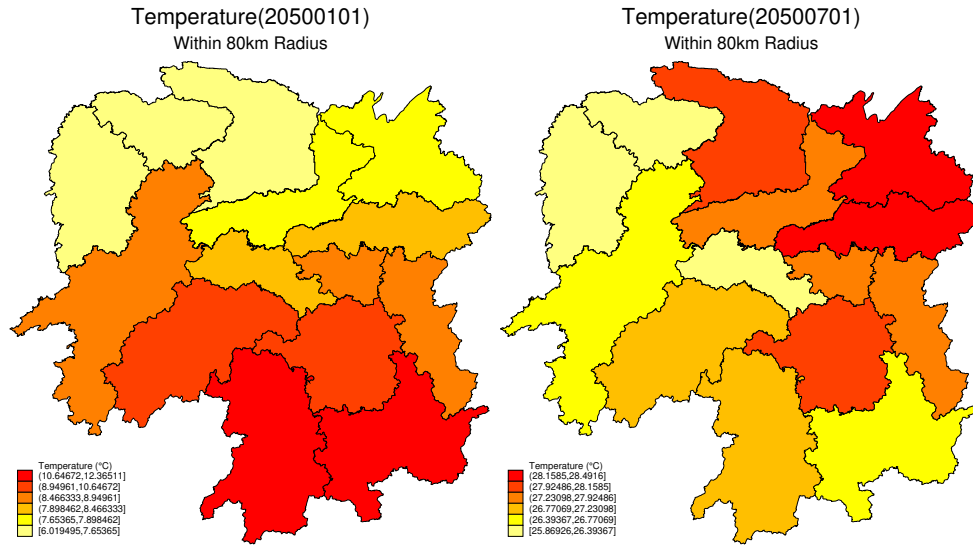 Temperature(20500101)
Within 80km Radius
Temperature (°C)
(10.64672,12.36511]
(8.94961,10.64672]
(8.466333,8.94961]
(7.898462,8.466333]
(7.65365,7.898462]
[6.019495,7.65365]
Temperature(20500701)
Within 80km Radius
Temperature (°C)
(28.1585,28.4916]
(27.92486,28.1585]
(27.23098,27.92486]
(26.77069,27.23098]
(26.39367,26.77069]
[25.86926,26.39367]